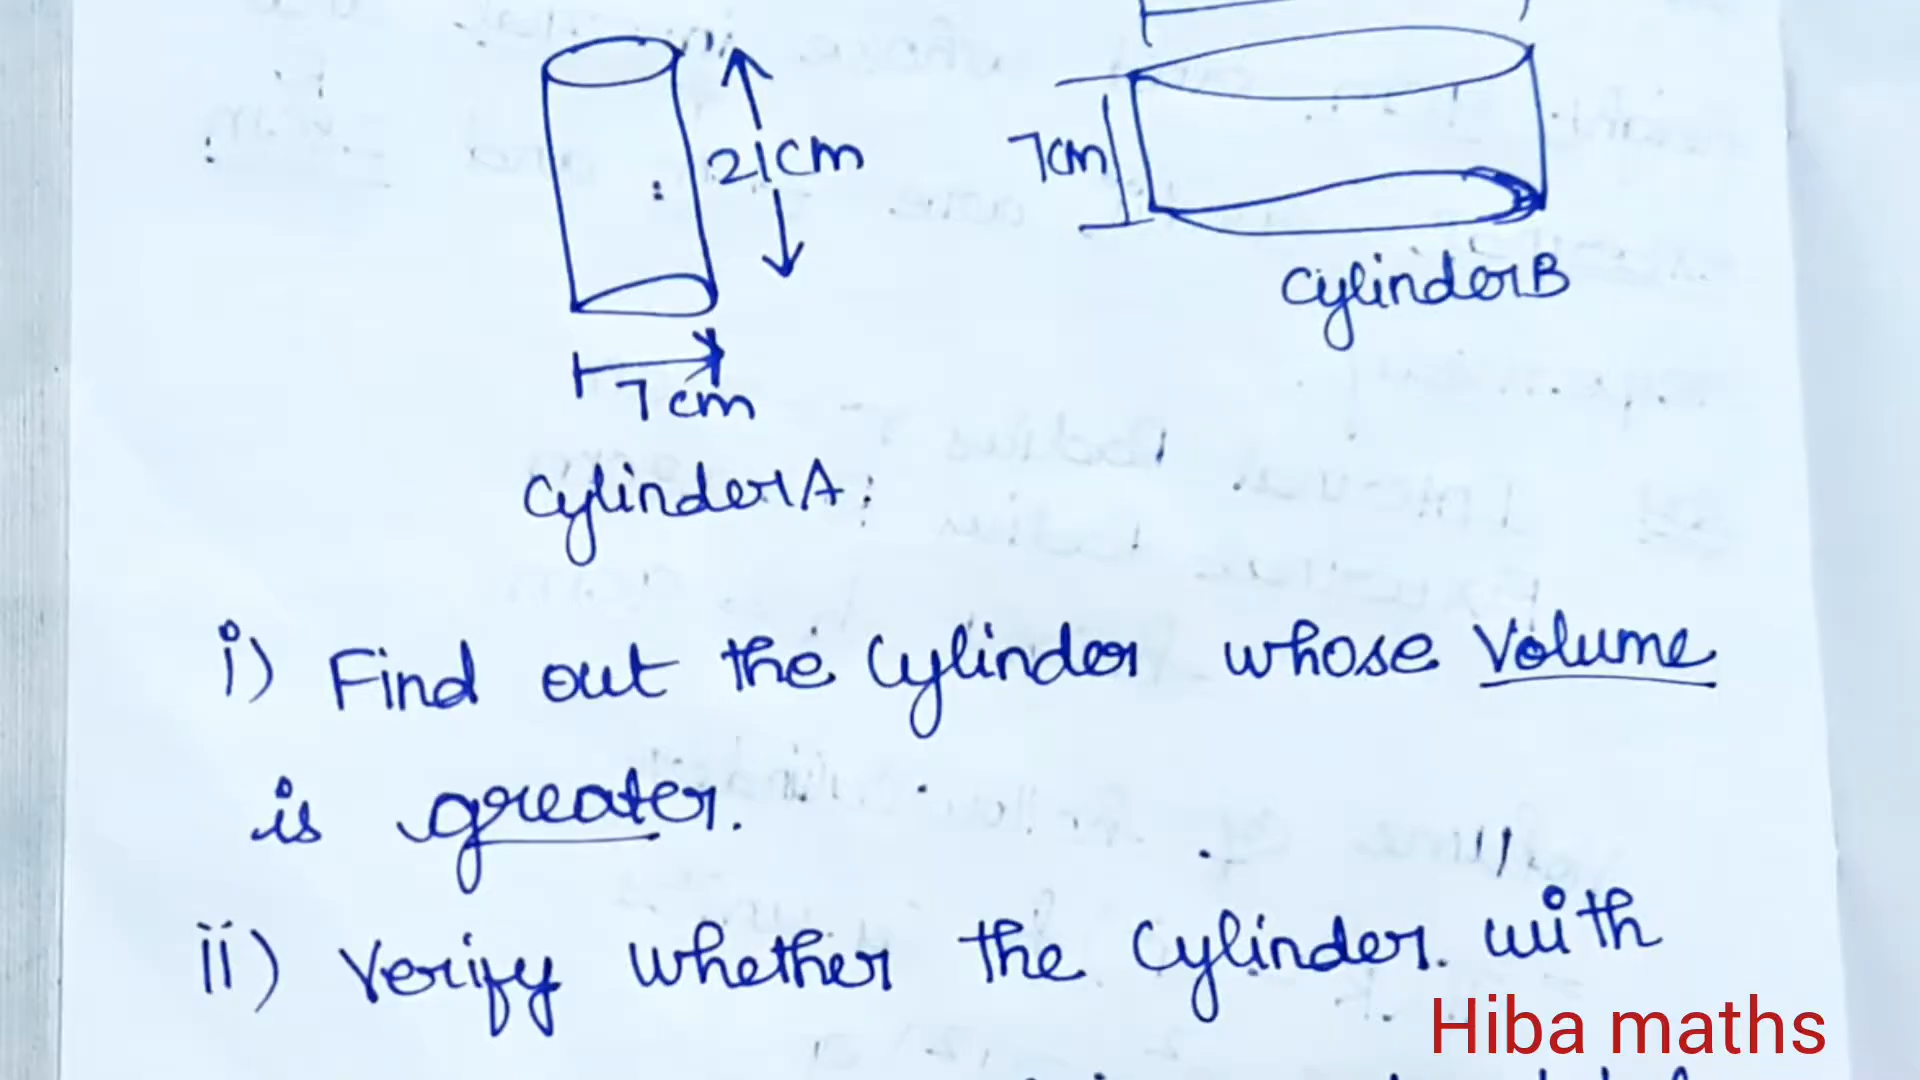 21cm
7cm
7cm
Cylinder A
Cylinder B
i) Find out the Cylinder whose Volume
is greater.
ii) Verify whether the Cylinder with
Hiba maths